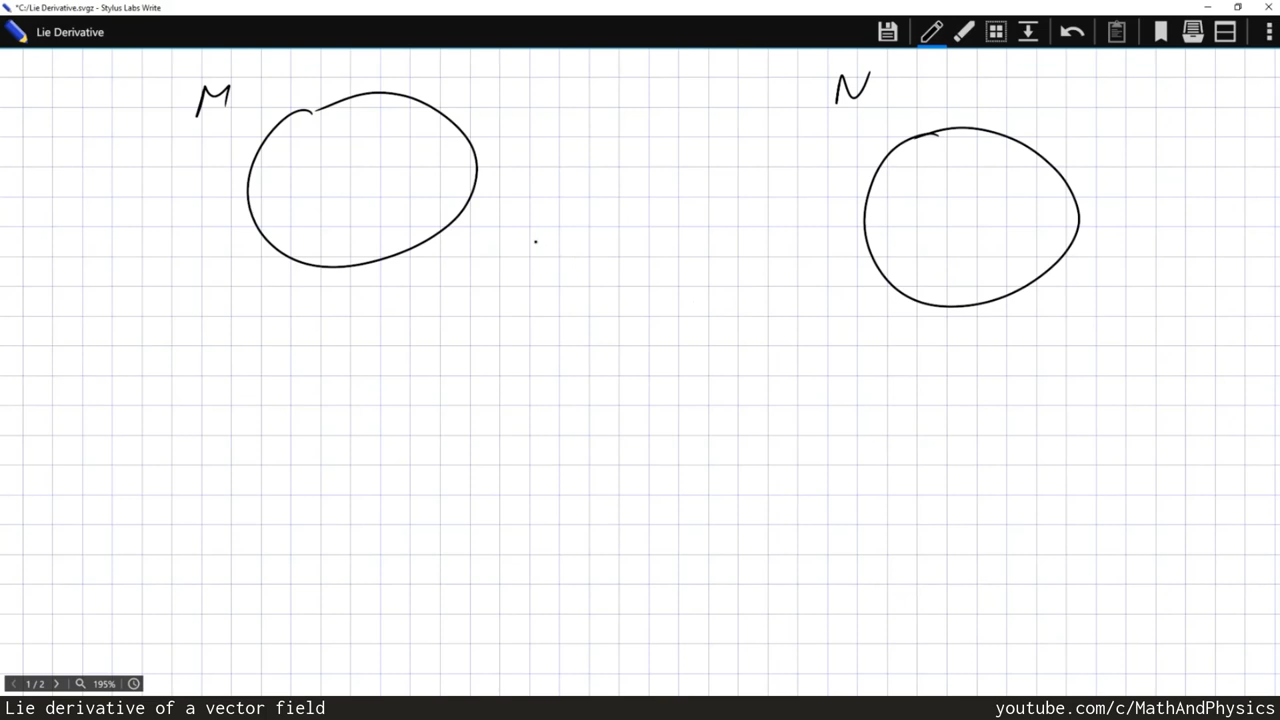 *C:/Lie Derivative.svgz - Stylus Labs Write
Lie Derivative
M
N
1 / 2
195%
Lie derivative of a vector field
youtube.com/c/MathAndPhysics